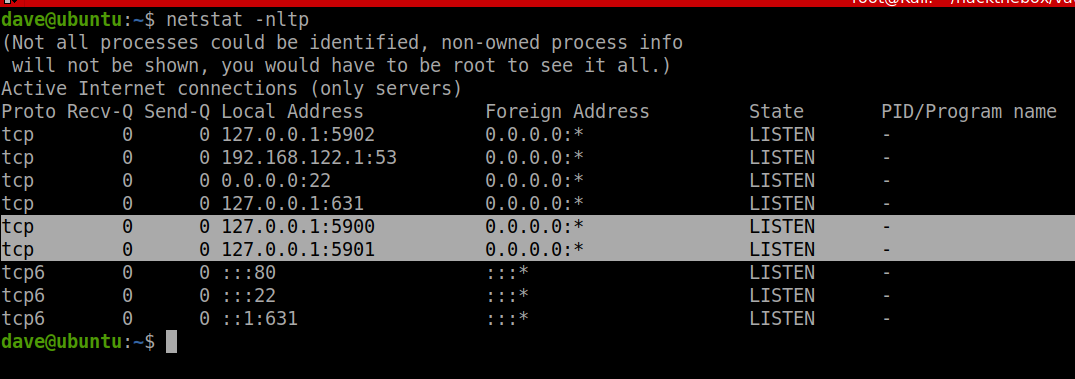 dave@ubuntu:~$ netstat -nltp
(Not all processes could be identified, non-owned process info
 will not be shown, you would have to be root to see it all.)
Active Internet connections (only servers)
Proto Recv-Q Send-Q Local Address           Foreign Address         State       PID/Program name
tcp        0      0 127.0.0.1:5902          0.0.0.0:*               LISTEN      -
tcp        0      0 192.168.122.1:53        0.0.0.0:*               LISTEN      -
tcp        0      0 0.0.0.0:22              0.0.0.0:*               LISTEN      -
tcp        0      0 127.0.0.1:631           0.0.0.0:*               LISTEN      -
tcp        0      0 127.0.0.1:5900          0.0.0.0:*               LISTEN      -
tcp        0      0 127.0.0.1:5901          0.0.0.0:*               LISTEN      -
tcp6       0      0 :::80                   :::*                    LISTEN      -
tcp6       0      0 :::22                   :::*                    LISTEN      -
tcp6       0      0 ::1:631                 :::*                    LISTEN      -
dave@ubuntu:~$